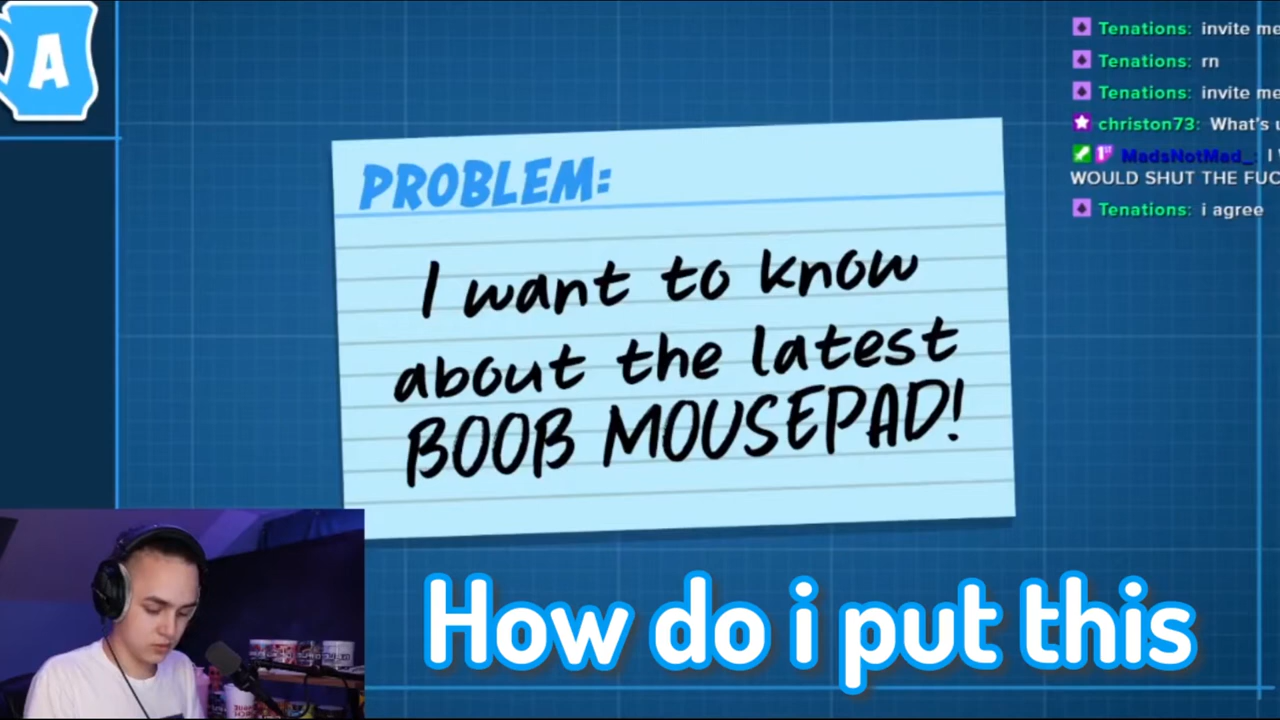 A
Tenations: invite me
Tenations: rn
Tenations: invite me
christon73: What's
MadsNotMad_: I
WOULD SHUT THE FUC
Tenations: i agree
PROBLEM:
I want to know
about the latest
BOOB MOUSEPAD!
How do i put this